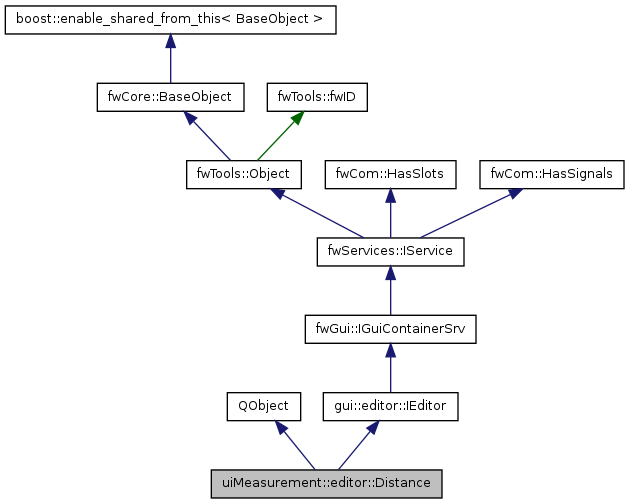 boost::enable_shared_from_this< BaseObject >
fwCore::BaseObject
fwTools::fwID
fwTools::Object
fwCom::HasSlots
fwCom::HasSignals
fwServices::IService
fwGui::IGuiContainerSrv
QObject
gui::editor::IEditor
uiMeasurement::editor::Distance